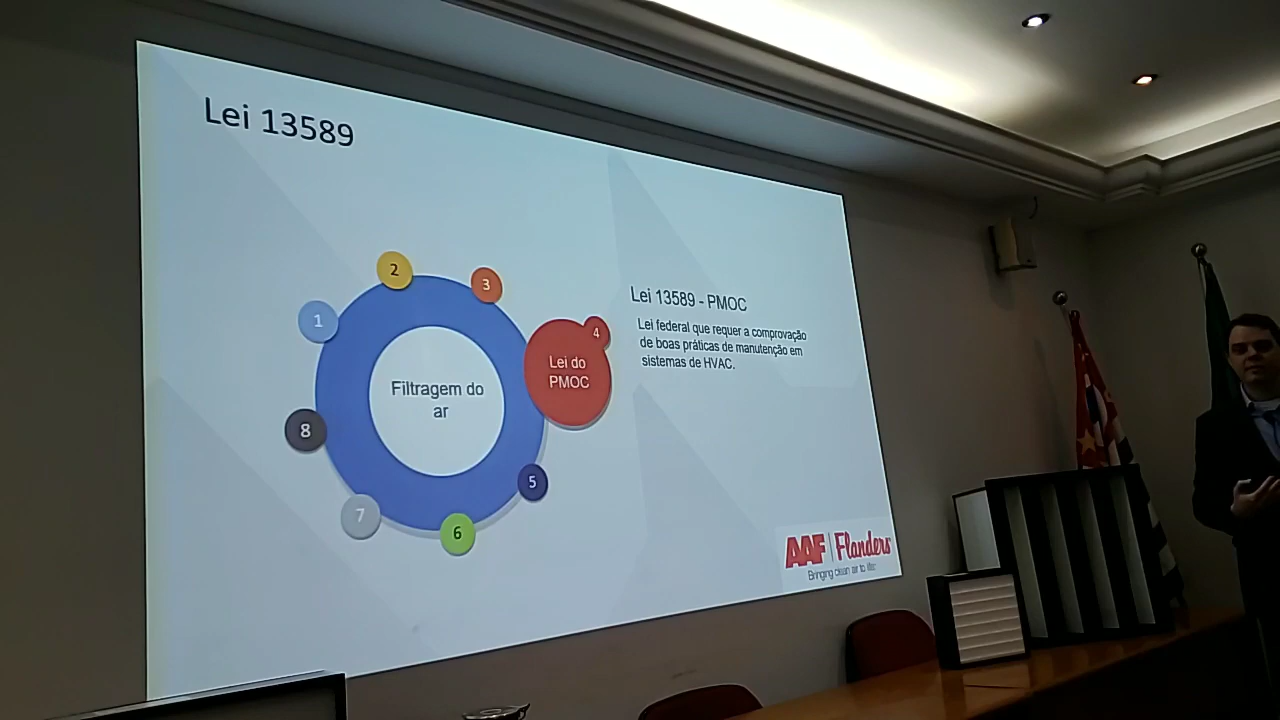 Lei 13589
2
3
1
4
Lei do
PMOC
Filtragem do
ar
8
5
7
6
Lei 13589 - PMOC
Lei federal que requer a comprovação
de boas práticas de manutenção em
sistemas de HVAC.
AAF Flanders
Bringing clean air to life